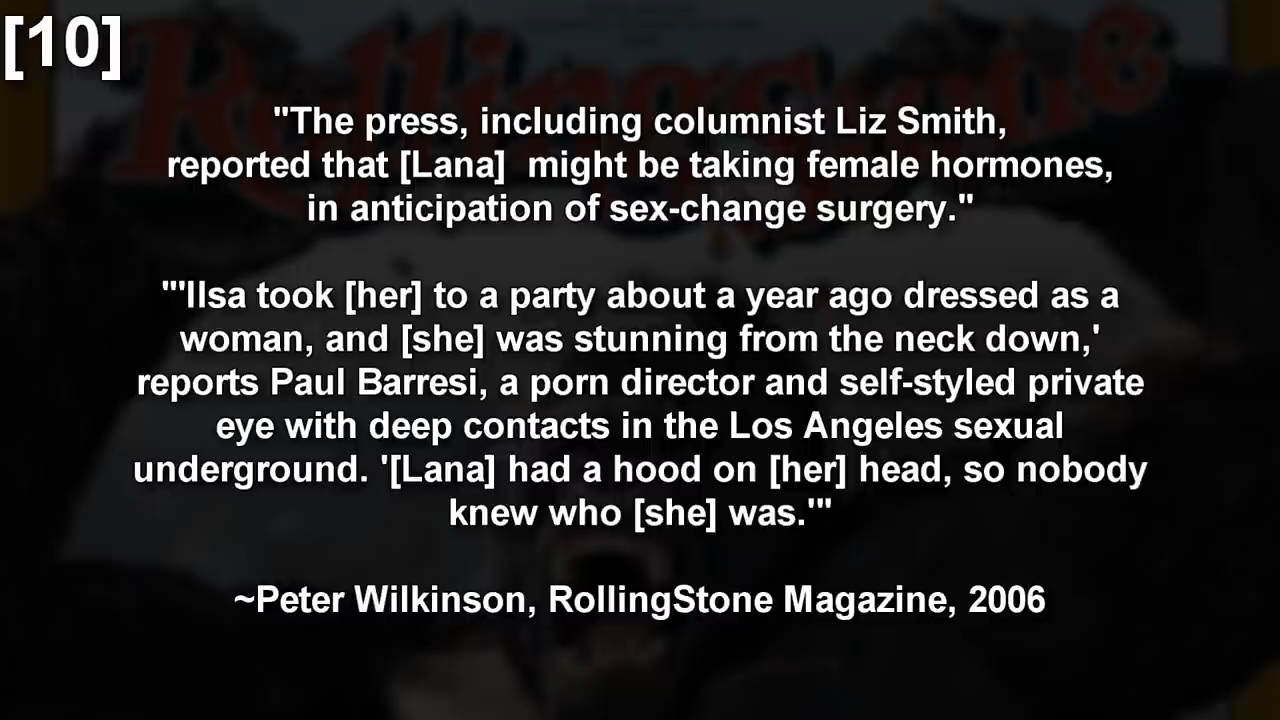 [10]
RollingStone
"The press, including columnist Liz Smith,
reported that [Lana]  might be taking female hormones,
in anticipation of sex-change surgery."
"'Ilsa took [her] to a party about a year ago dressed as a
woman, and [she] was stunning from the neck down,'
reports Paul Barresi, a porn director and self-styled private
eye with deep contacts in the Los Angeles sexual
underground. '[Lana] had a hood on [her] head, so nobody
knew who [she] was.'"
~Peter Wilkinson, RollingStone Magazine, 2006